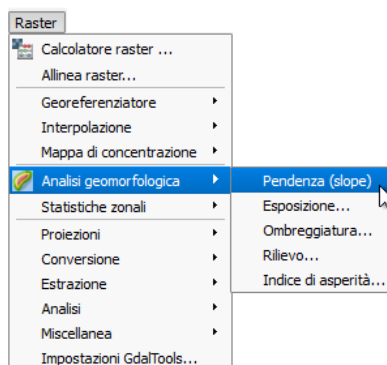 Raster
Calcolatore raster ...
Allinea raster...
Georeferenziatore
Interpolazione
Mappa di concentrazione
Analisi geomorfologica
Statistiche zonali
Proiezioni
Conversione
Estrazione
Analisi
Miscellanea
Impostazioni GdalTools...
Pendenza (slope)
Esposizione...
Ombreggiatura...
Rilievo...
Indice di asperità...